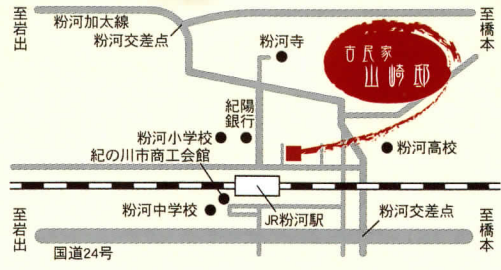 至岩出
粉河加太線
粉河交差点
粉河寺
古民家
山崎邸
至橋本
紀陽
銀行
粉河小学校
紀の川市商工会館
粉河高校
粉河中学校
JR粉河駅
粉河交差点
至岩出
国道24号
至橋本